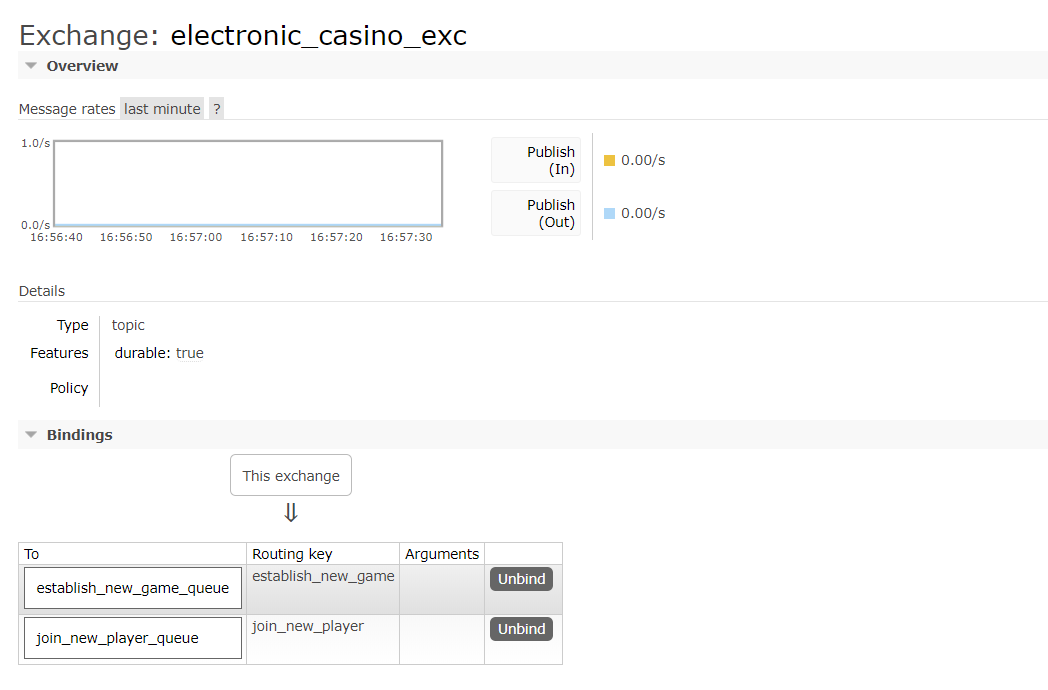 Exchange: electronic_casino_exc
Overview
Message rates last minute ?
1.0/s
0.0/s
16:56:40 16:56:50 16:57:00 16:57:10 16:57:20 16:57:30
Publish
(In)
0.00/s
Publish
(Out)
0.00/s
Details
Type topic
Features durable: true
Policy
Bindings
This exchange
⇓
To Routing key Arguments
establish_new_game_queue establish_new_game Unbind
join_new_player_queue join_new_player Unbind